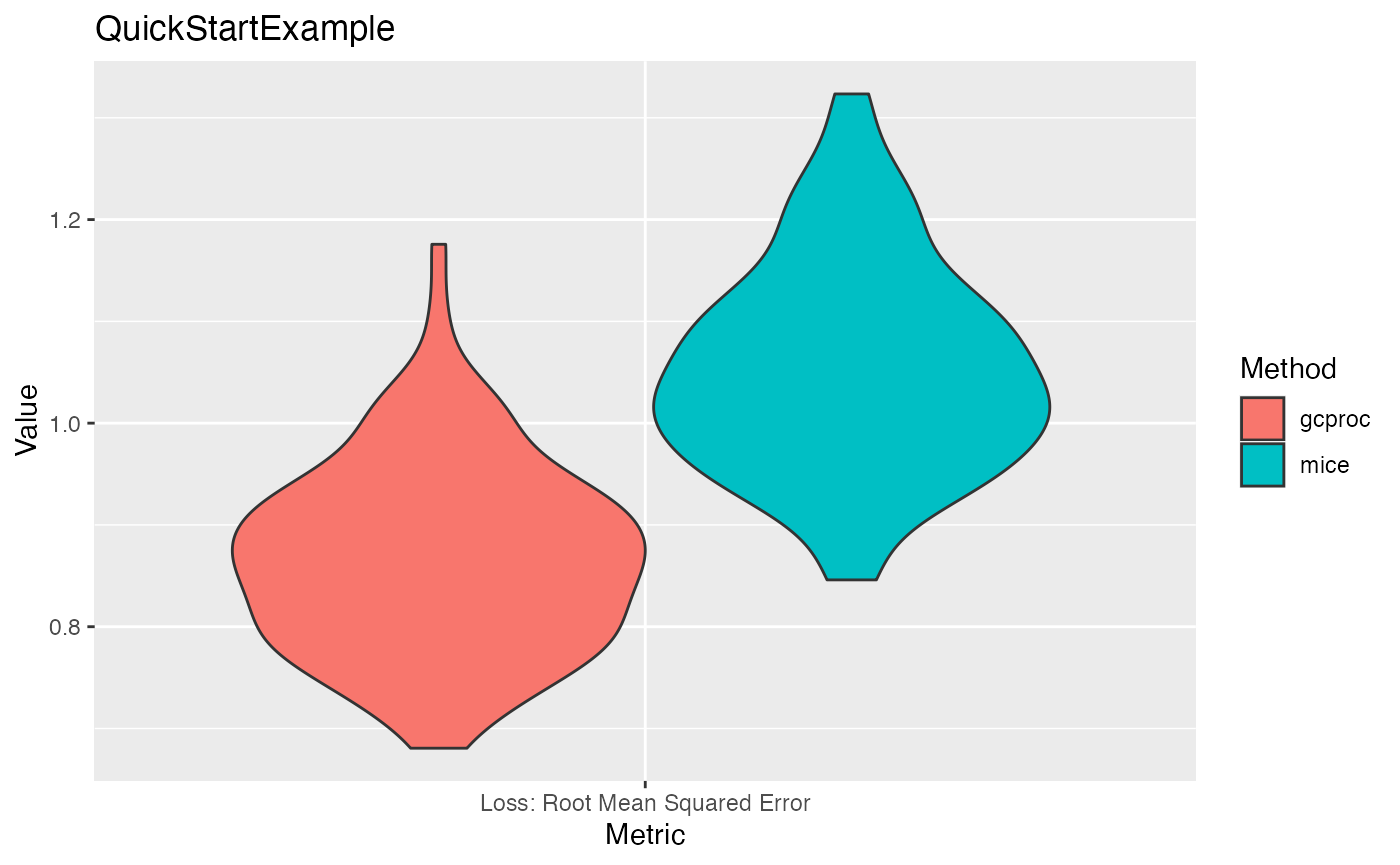 QuickStartExample
Value
1.2
1.0
0.8
Loss: Root Mean Squared Error
Metric
Method
gcproc
mice